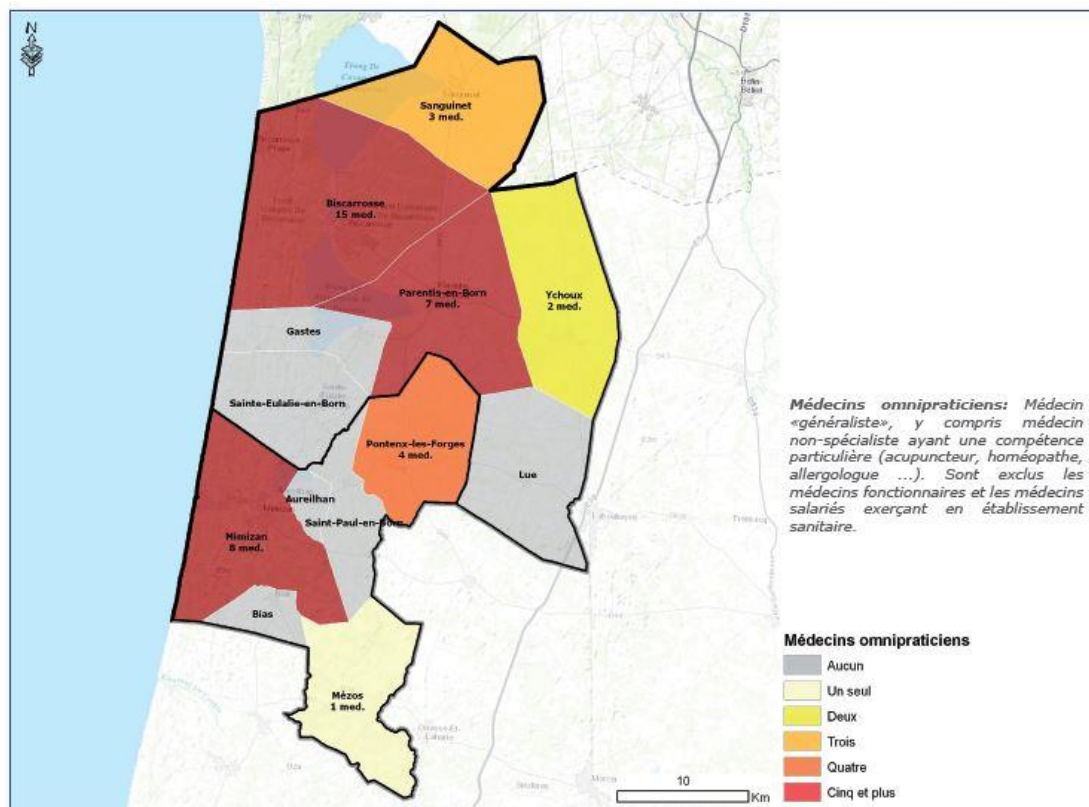 N
Sanguinet
3 med.
Biscarrosse
15 med.
Parentis-en-Born
7 med.
Ychoux
2 med.
Gastes
Sainte-Eulalie-en-Born
Pontenx-les-Forges
4 med.
Lue
Aureilhan
Saint-Paul-en-Born
Mimizan
8 med.
Bias
Mézos
1 med.
Médecins omnipraticiens: Médecin
«généraliste», y compris médecin
non-spécialiste ayant une compétence
particulière (acupuncteur, homéopathe,
allergologue ...). Sont exclus les
médecins fonctionnaires et les médecins
salariés exerçant en établissement
sanitaire.
Médecins omnipraticiens
Aucun
Un seul
Deux
Trois
Quatre
Cinq et plus
10
Km